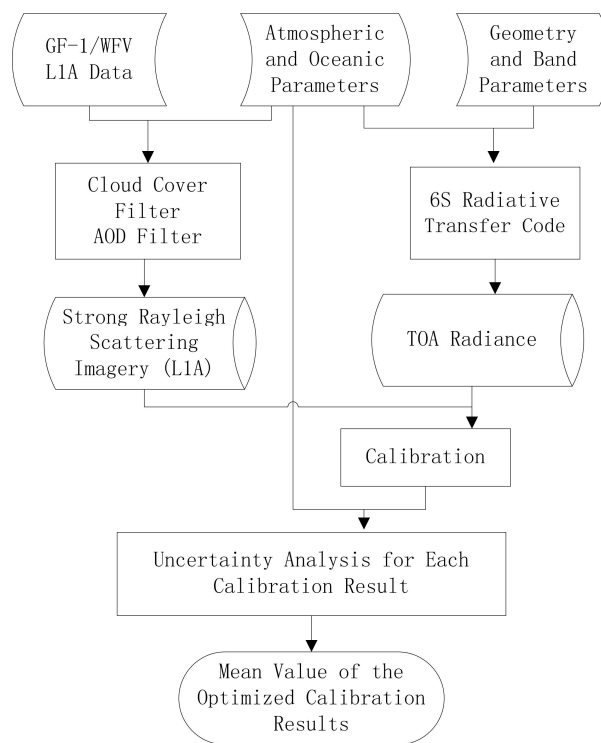 GF-1/WFV
L1A Data
Atmospheric
and Oceanic
Parameters
Geometry
and Band
Parameters
Cloud Cover
Filter
AOD Filter
6S Radiative
Transfer Code
Strong Rayleigh
Scattering
Imagery (L1A)
TOA Radiance
Calibration
Uncertainty Analysis for Each
Calibration Result
Mean Value of the
Optimized Calibration
Results